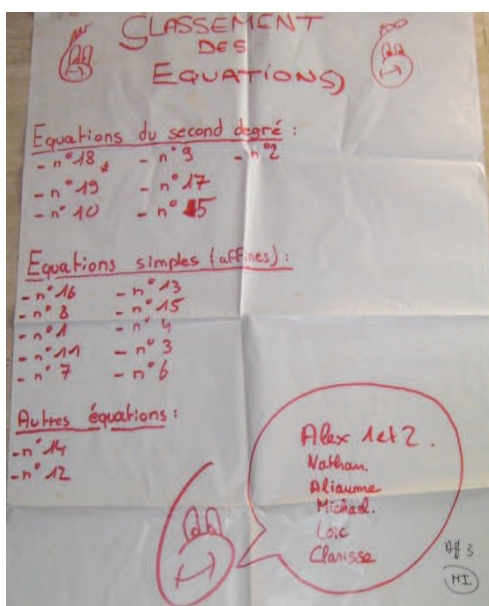 CLASSEMENT
DES
EQUATIONS
Equations du second degré :
- n°18 - n°9 - n°2
- n°19 - n°17
- n°10 - n°5
Equations simples (affines) :
- n°16 - n°13
- n°8 - n°15
- n°1 - n°4
- n°11 - n°3
- n°7 - n°6
Autres équations :
- n°14
- n°12
Alex 1 et 2.
Nathan
Aliaume
Michael.
Loïc
Clarisse
3
MI